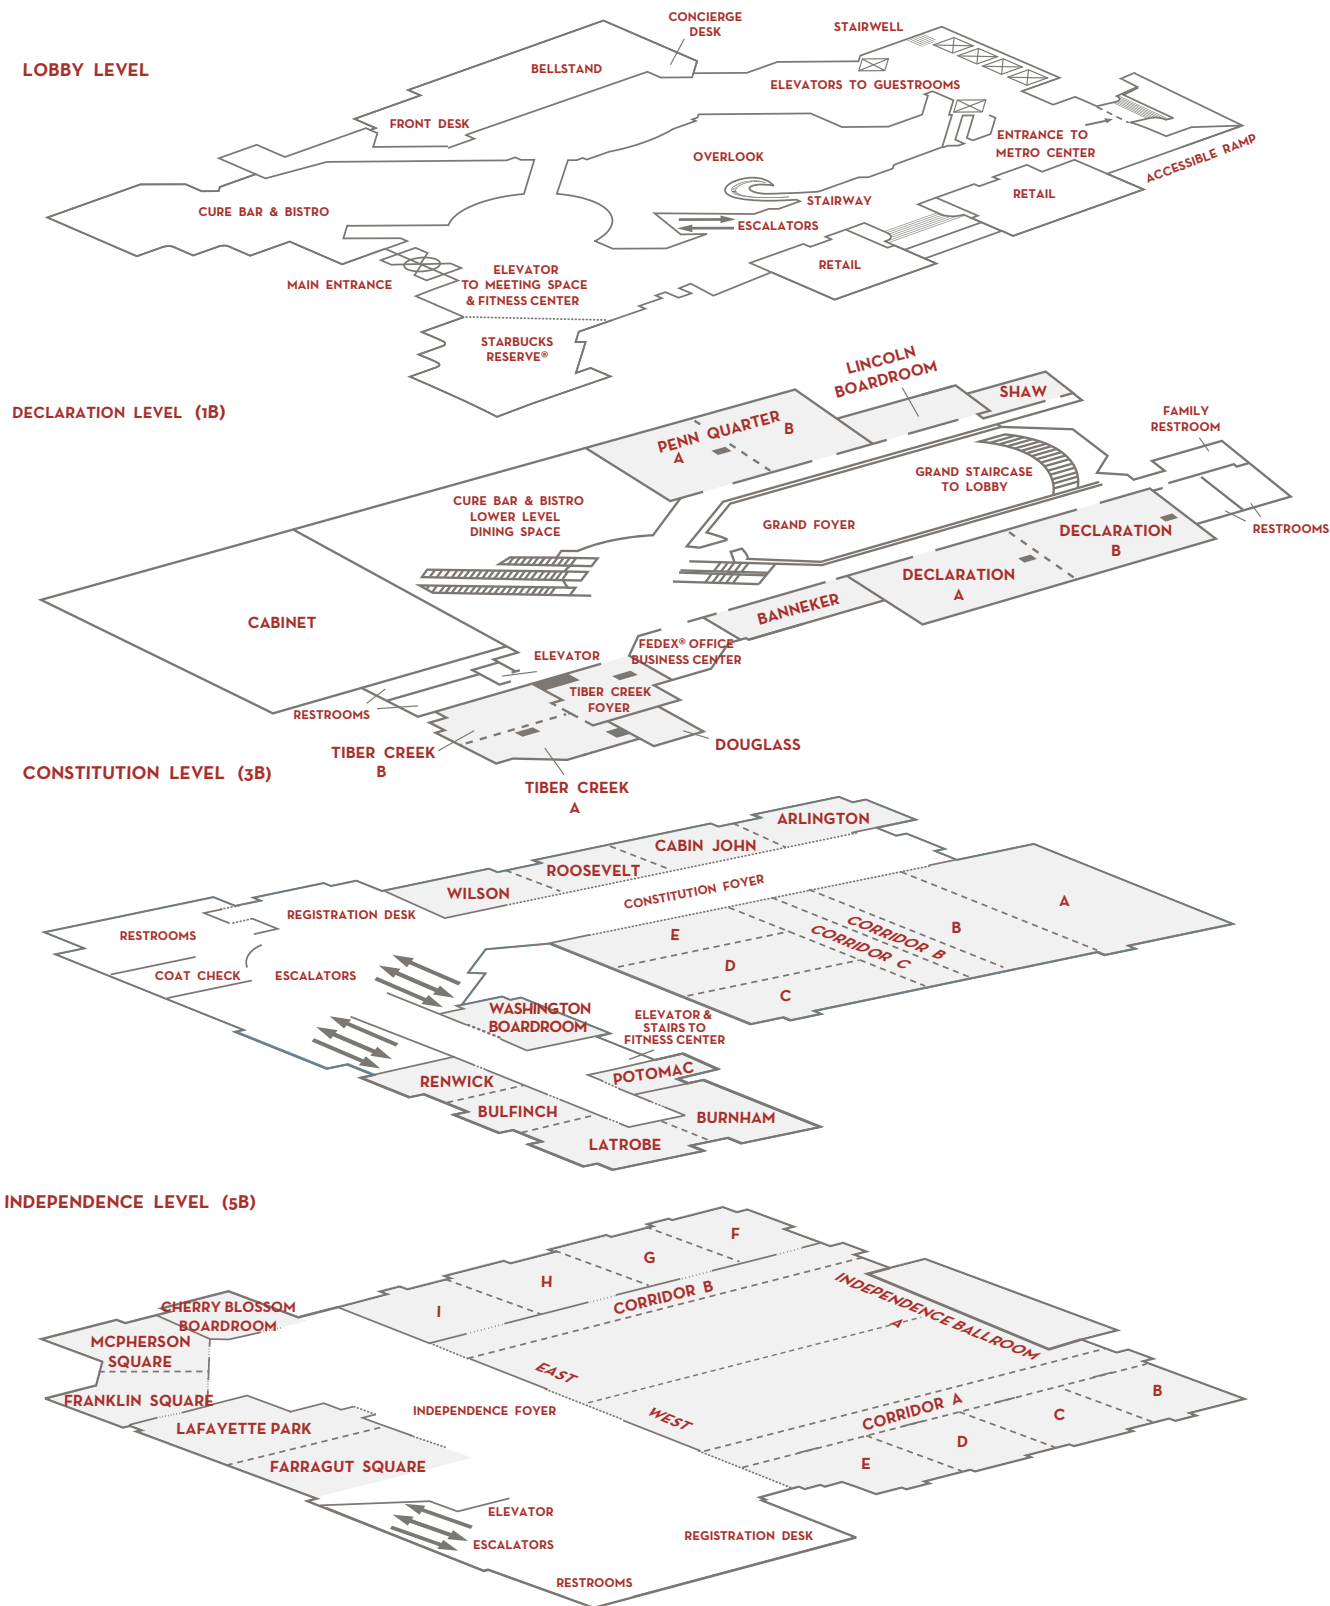 LOBBY LEVEL
CONCIERGE
DESK
STAIRWELL
BELLSTAND
ELEVATORS TO GUESTROOMS
FRONT DESK
ENTRANCE TO
METRO CENTER
ACCESSIBLE RAMP
OVERLOOK
RETAIL
STAIRWAY
CURE BAR & BISTRO
ESCALATORS
RETAIL
MAIN ENTRANCE
ELEVATOR
TO MEETING SPACE
& FITNESS CENTER
STARBUCKS
RESERVE®
DECLARATION LEVEL (1B)
LINCOLN
BOARDROOM
SHAW
PENN QUARTER
A
B
FAMILY
RESTROOM
GRAND STAIRCASE
TO LOBBY
CURE BAR & BISTRO
LOWER LEVEL
DINING SPACE
GRAND FOYER
RESTROOMS
DECLARATION
B
DECLARATION
A
BANNEKER
CABINET
FEDEX® OFFICE
BUSINESS CENTER
ELEVATOR
TIBER CREEK
FOYER
RESTROOMS
DOUGLASS
TIBER CREEK
B
TIBER CREEK
A
CONSTITUTION LEVEL (3B)
ARLINGTON
CABIN JOHN
ROOSEVELT
WILSON
CONSTITUTION FOYER
REGISTRATION DESK
RESTROOMS
COAT CHECK
ESCALATORS
A
B
CORRIDOR B
CORRIDOR C
E
D
C
WASHINGTON
BOARDROOM
ELEVATOR &
STAIRS TO
FITNESS CENTER
POTOMAC
RENWICK
BULFINCH
BURNHAM
LATROBE
INDEPENDENCE LEVEL (5B)
F
G
H
I
CORRIDOR B
INDEPENDENCE BALLROOM
A
CHERRY BLOSSOM
BOARDROOM
MCPHERSON
SQUARE
FRANKLIN SQUARE
EAST
WEST
LAFAYETTE PARK
INDEPENDENCE FOYER
CORRIDOR A
B
C
D
E
FARRAGUT SQUARE
ELEVATOR
ESCALATORS
REGISTRATION DESK
RESTROOMS